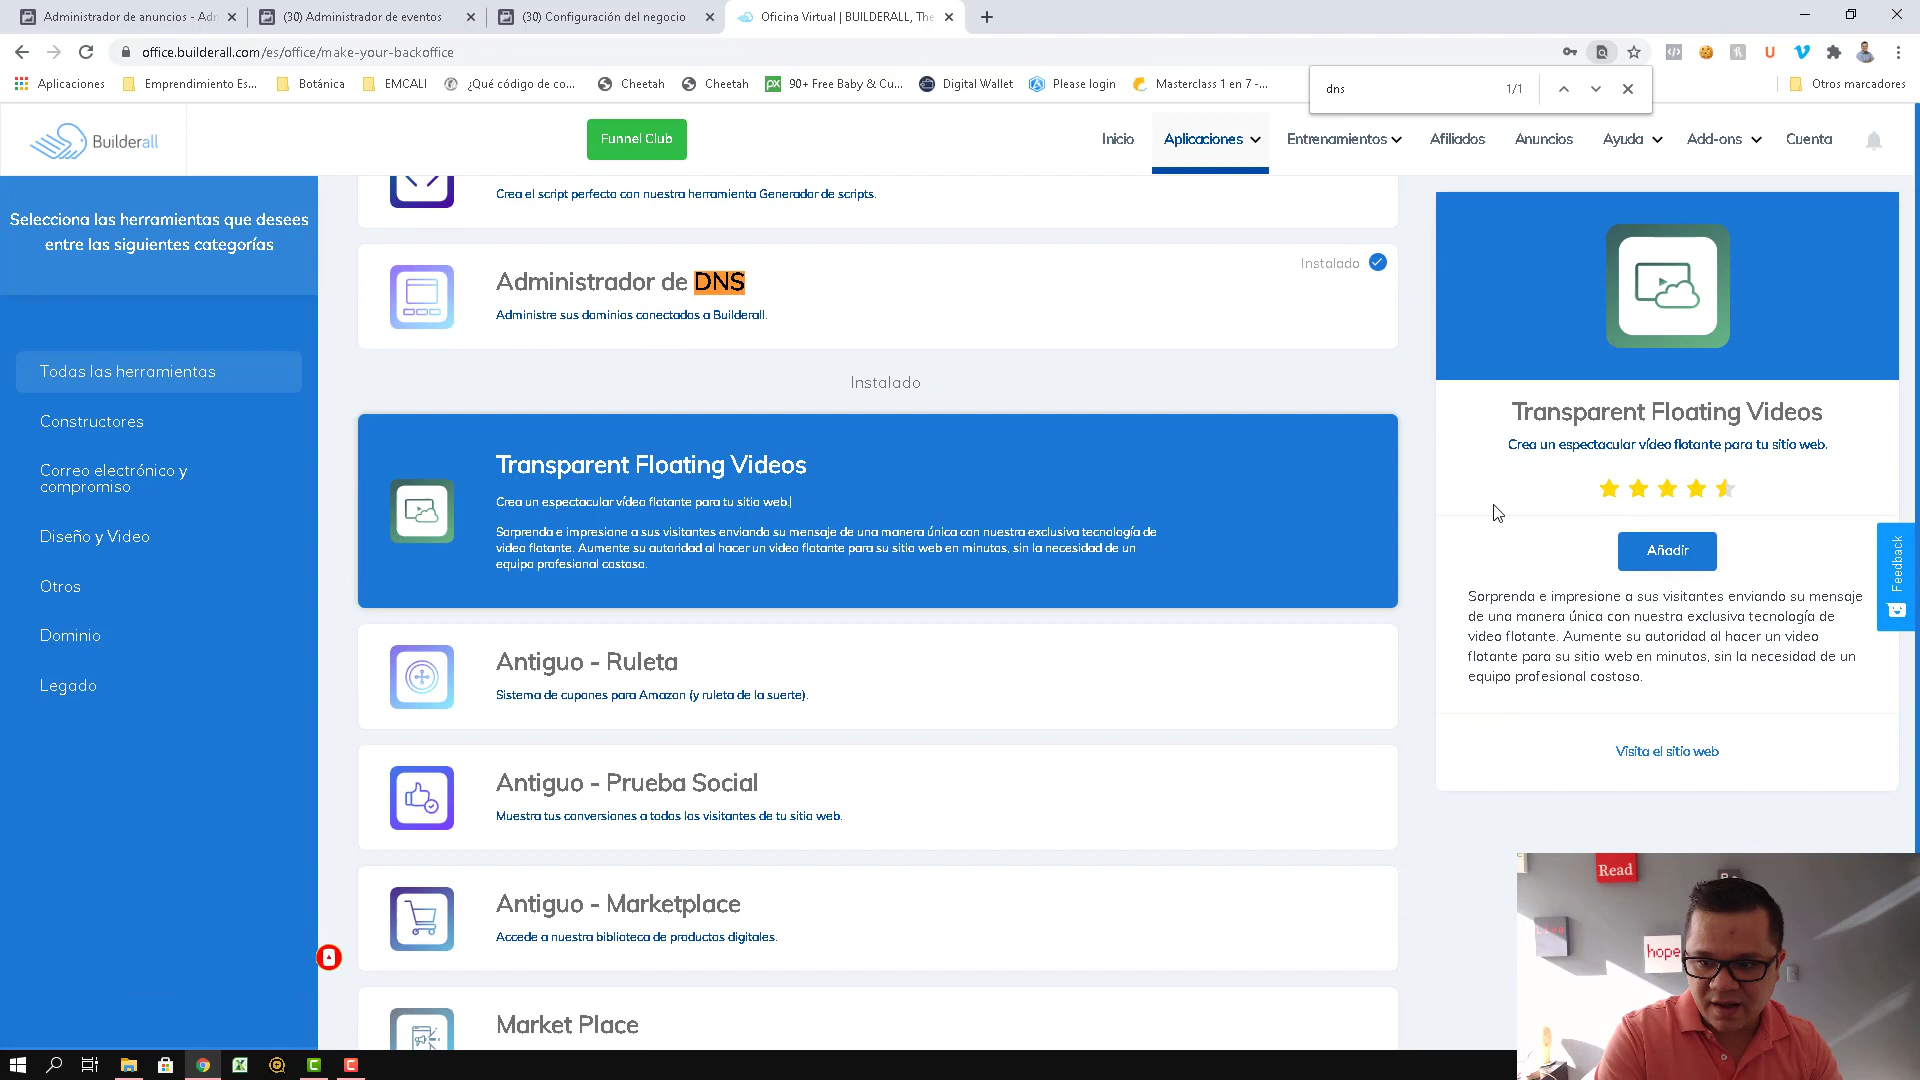 Administrador de anuncios - Adm
(30) Administrador de eventos
(30) Configuración del negocio
Oficina Virtual | BUILDERALL, The
office.builderall.com/es/office/make-your-backoffice
Aplicaciones
Emprendimiento Es...
Botánica
EMCALI
¿Qué código de co...
Cheetah
Cheetah
90+ Free Baby & Cu...
Digital Wallet
Please login
Masterclass 1 en 7 -...
Otros marcadores
dns
1/1
Builderall
Funnel Club
Inicio
Aplicaciones
Entrenamientos
Afiliados
Anuncios
Ayuda
Add-ons
Cuenta
Selecciona las herramientas que desees
entre las siguientes categorías
Todas las herramientas
Constructores
Correo electrónico y
compromiso
Diseño y Video
Otros
Dominio
Legado
Crea el script perfecto con nuestra herramienta Generador de scripts.
Administrador de DNS
Administre sus dominios conectados a Builderall.
Instalado
Instalado
Transparent Floating Videos
Crea un espectacular vídeo flotante para tu sitio web.
Sorprenda e impresione a sus visitantes enviando su mensaje de una manera única con nuestra exclusiva tecnología de
video flotante. Aumente su autoridad al hacer un video flotante para su sitio web en minutos, sin la necesidad de un
equipo profesional costoso.
Antiguo - Ruleta
Sistema de cupones para Amazon (y ruleta de la suerte).
Antiguo - Prueba Social
Muestra tus conversiones a todos los visitantes de tu sitio web.
Antiguo - Marketplace
Accede a nuestra biblioteca de productos digitales.
Market Place
Transparent Floating Videos
Crea un espectacular vídeo flotante para tu sitio web.
Añadir
Sorprenda e impresione a sus visitantes enviando su mensaje
de una manera única con nuestra exclusiva tecnología de
video flotante. Aumente su autoridad al hacer un video
flotante para su sitio web en minutos, sin la necesidad de un
equipo profesional costoso.
Visita el sitio web
Feedback
Read
Live
hope